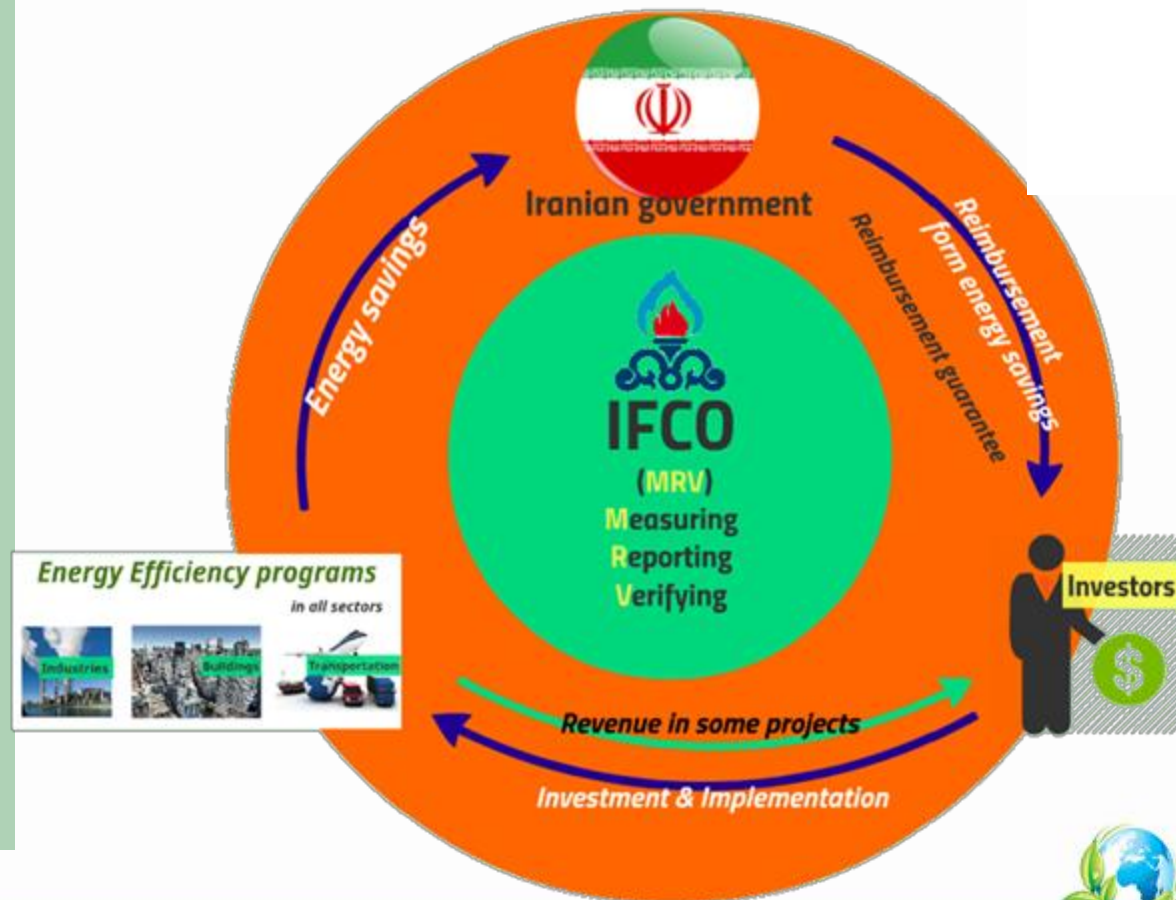 Iranian government
Energy savings
Reimbursement
form energy savings
Reimbursement guarantee
IFCO
(MRV)
Measuring
Reporting
Verifying
Energy Efficiency programs
in all sectors
Industries
Buildings
Transportation
Investors
$
Revenue in some projects
Investment & Implementation